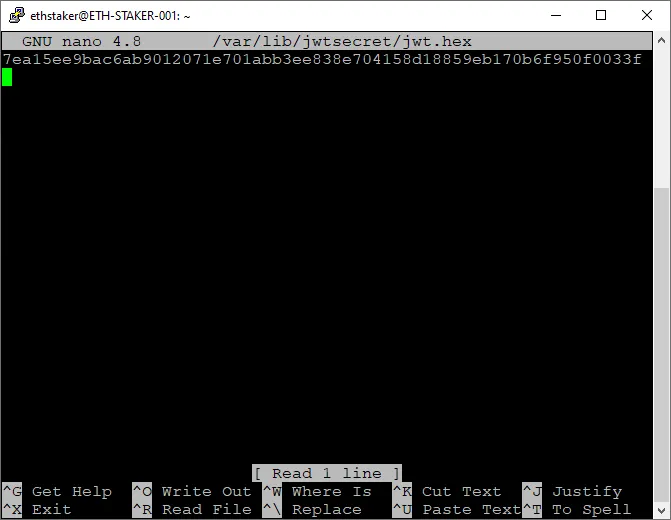 ethstaker@ETH-STAKER-001: ~
GNU nano 4.8 /var/lib/jwtsecret/jwt.hex
7ea15ee9bac6ab9012071e701abb3ee838e704158d18859eb170b6f950f0033f
[ Read 1 line ]
^G Get Help ^O Write Out ^W Where Is ^K Cut Text ^J Justify
^X Exit ^R Read File ^\ Replace ^U Paste Text ^T To Spell